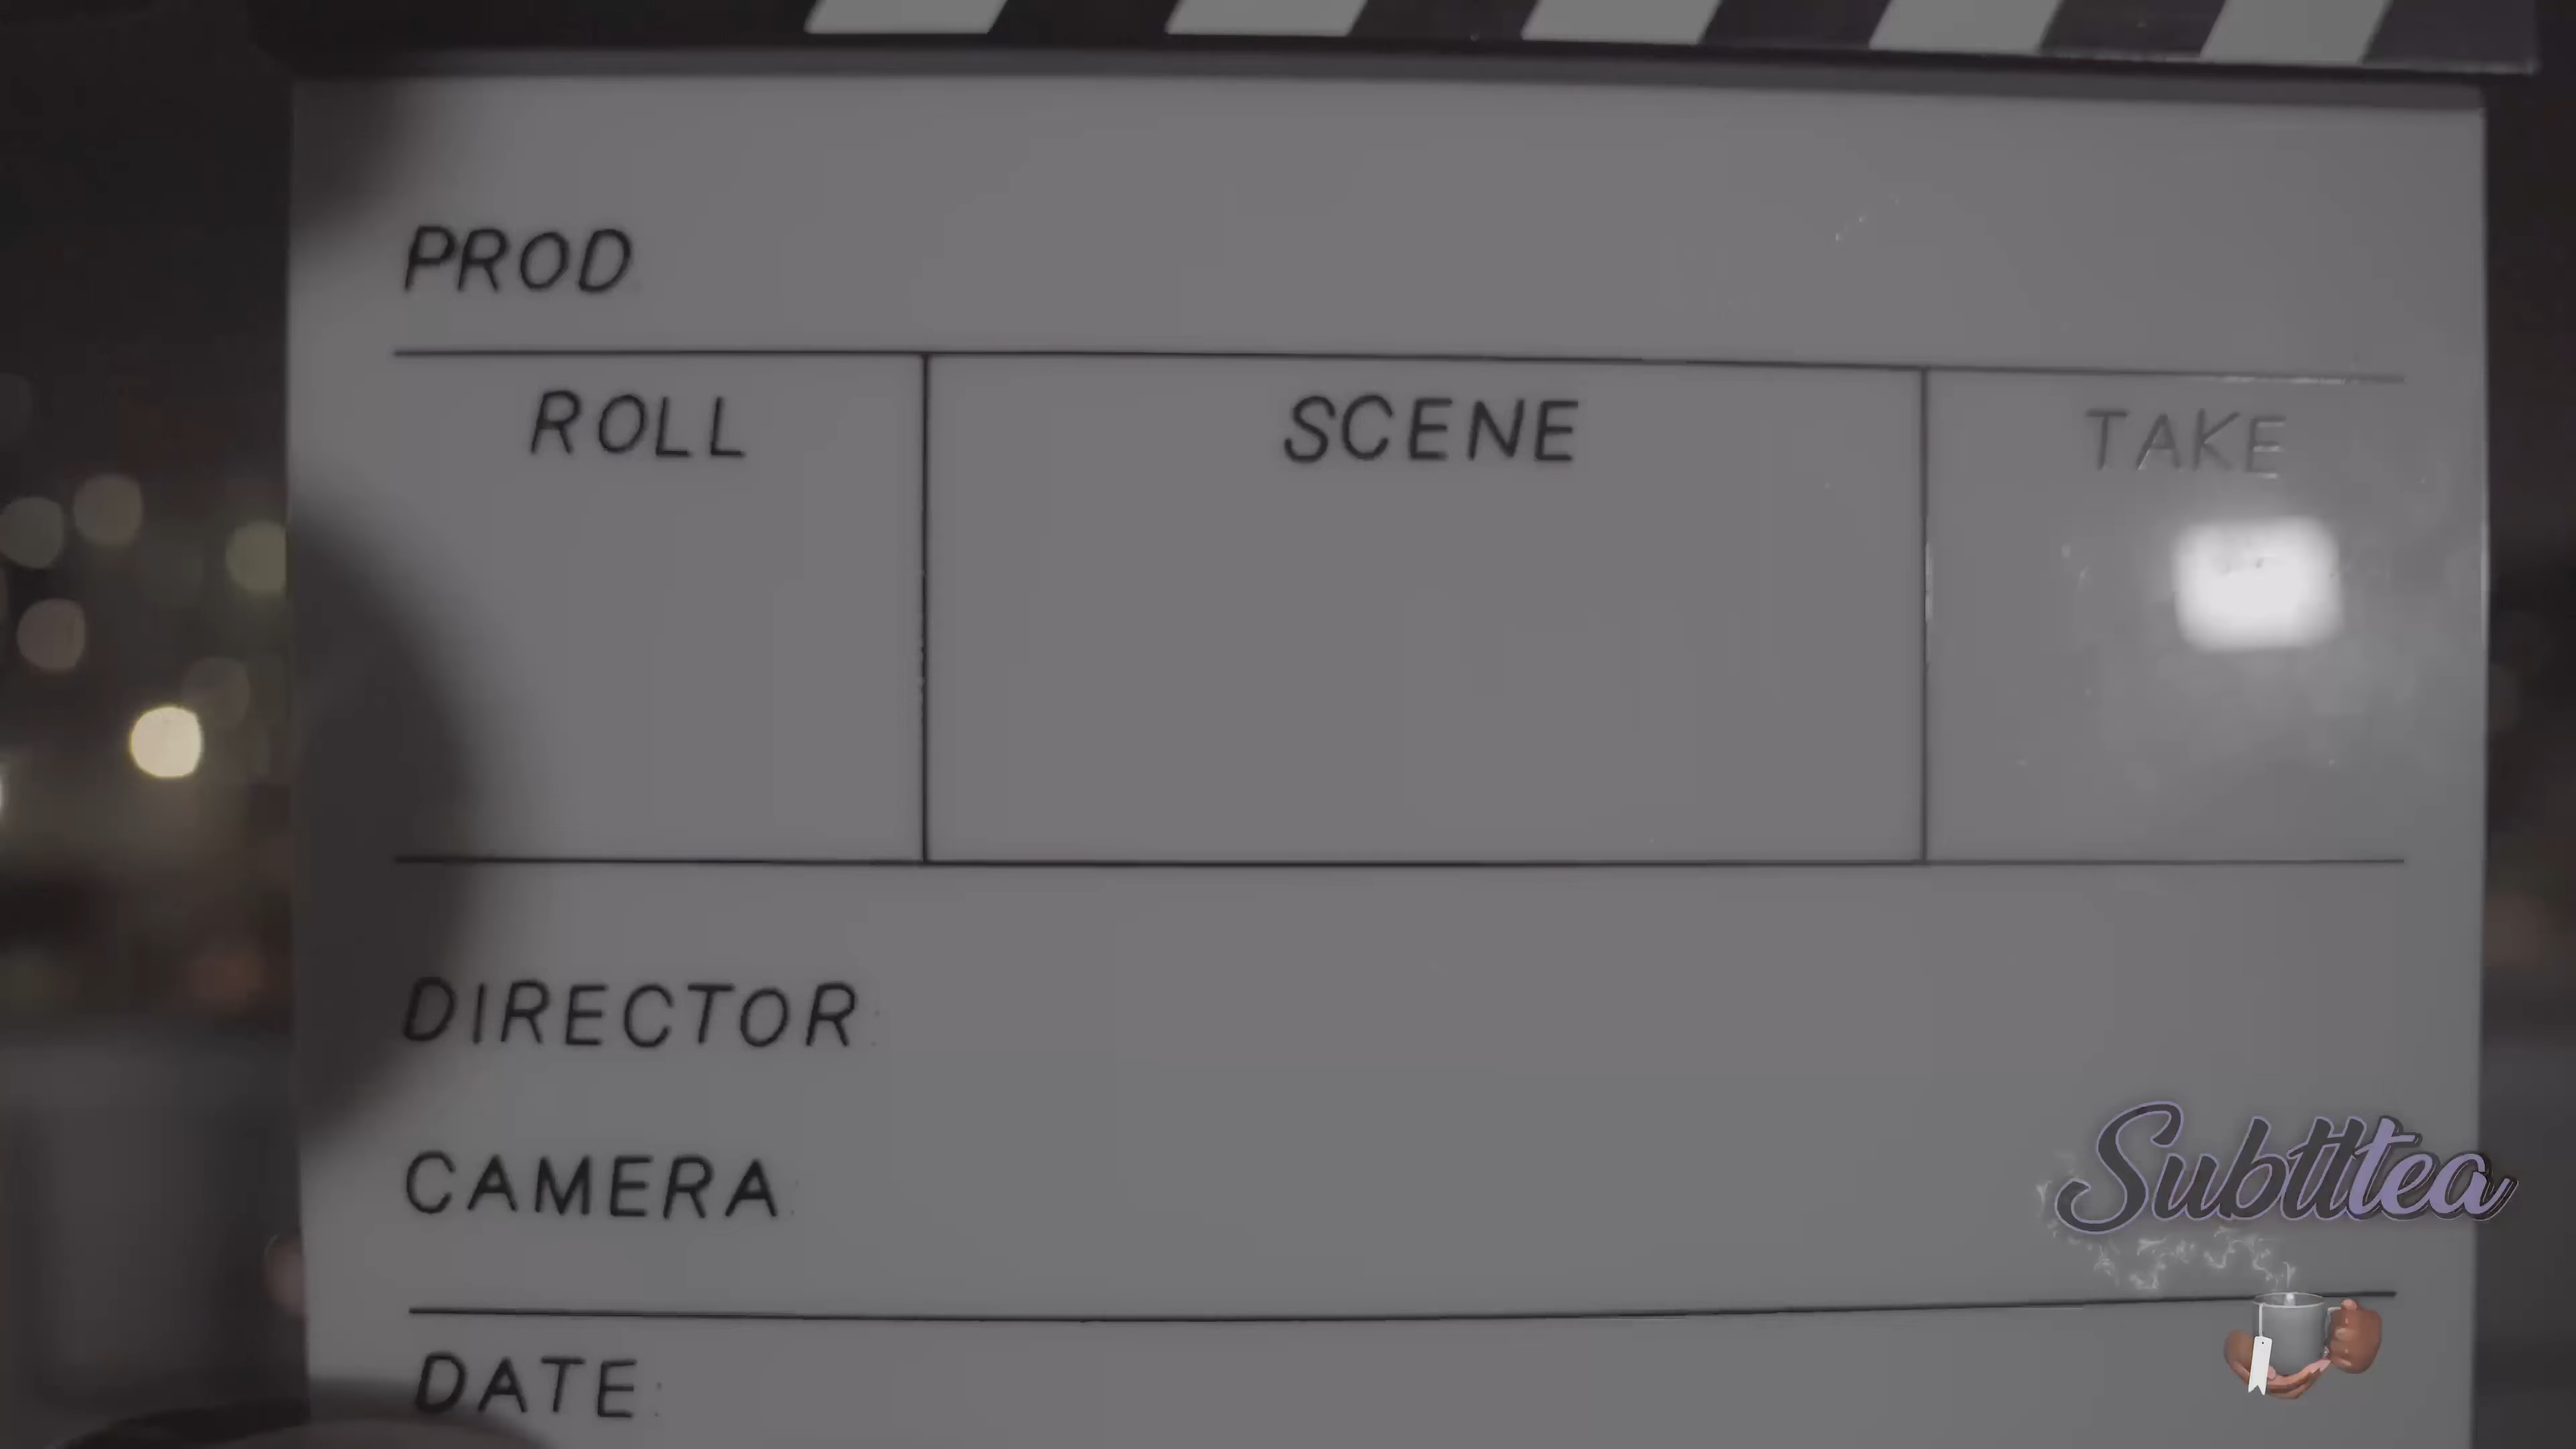 PROD
ROLL SCENE TAKE
DIRECTOR
CAMERA
DATE:
Subtltea